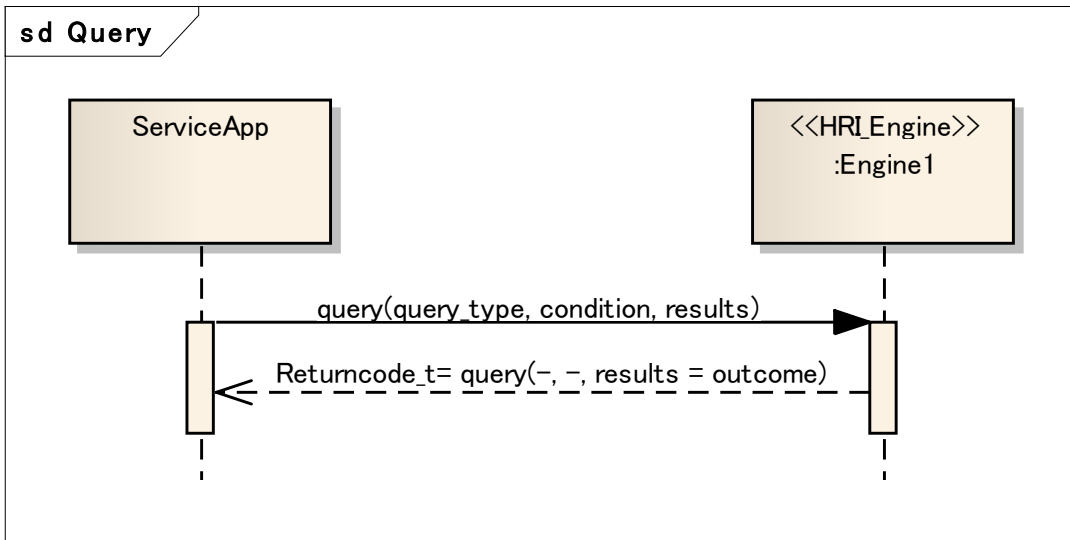 sd Query
ServiceApp
<<HRI_Engine>>
:Engine1
query(query_type, condition, results)
Returncode_t= query(-, -, results = outcome)